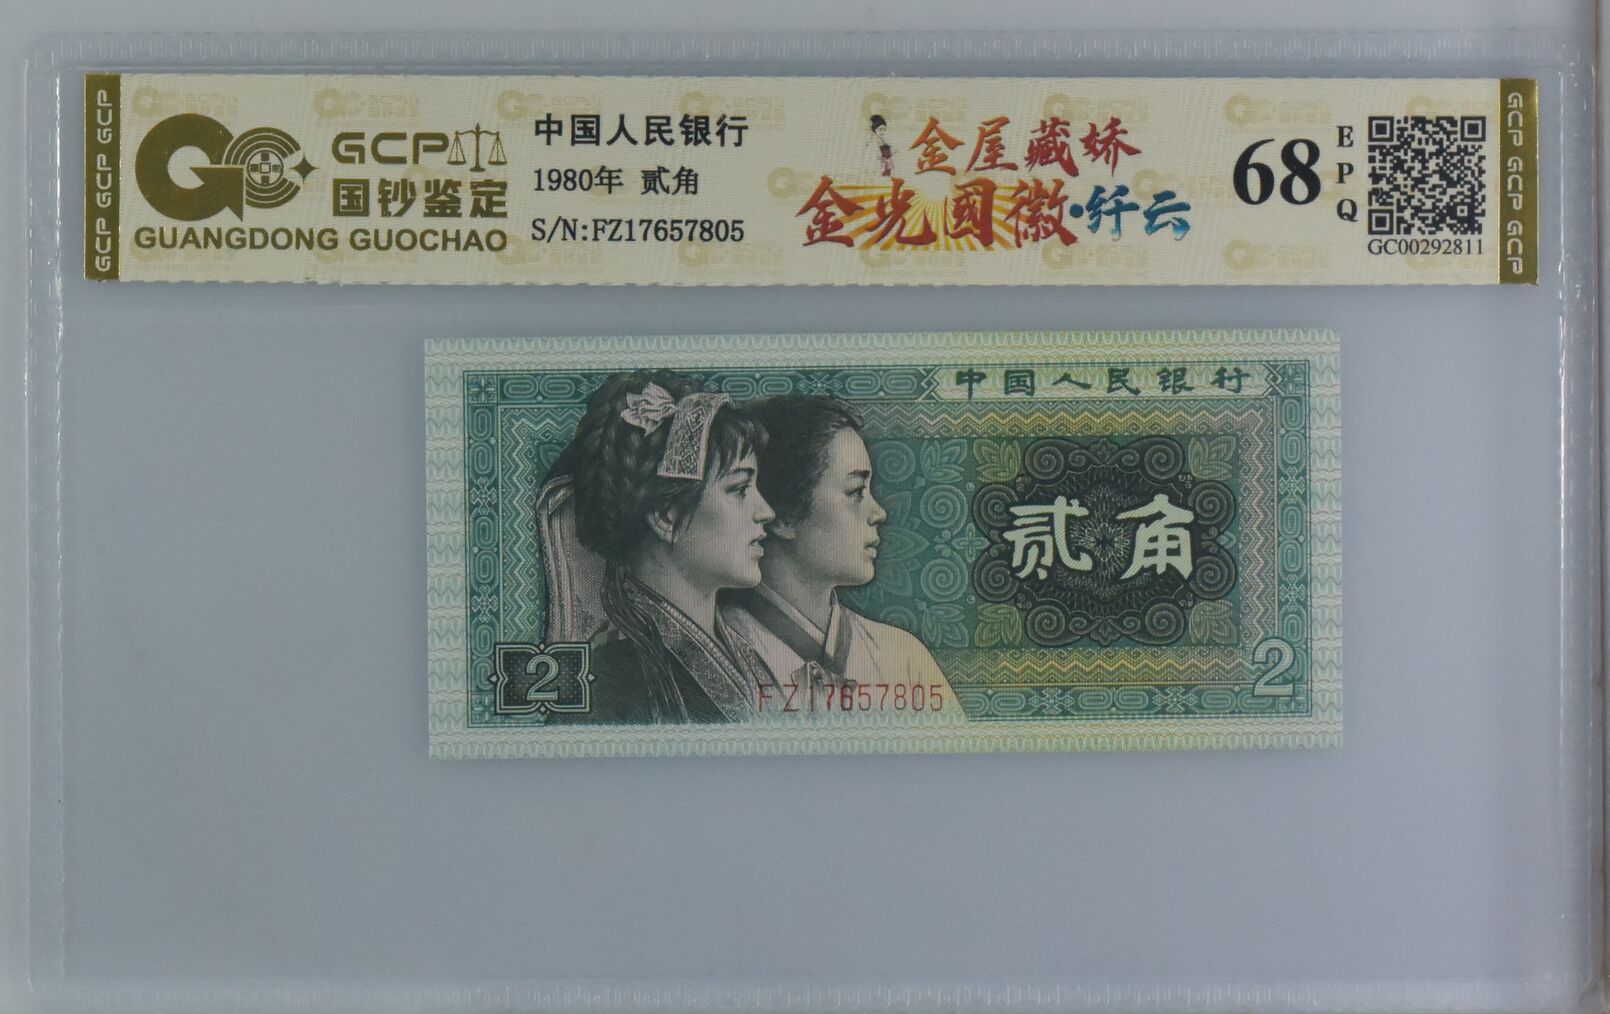 GCP GCP GCP
GCP
国钞鉴定
GUANGDONG GUOCHAO
中国人民银行
1980年 贰角
S/N:FZ17657805
金屋藏娇
金光國徽·纤云
68
EPQ
GC00292811
GCP GCP GCP
中国人民银行
贰角
2
2
FZ17657805